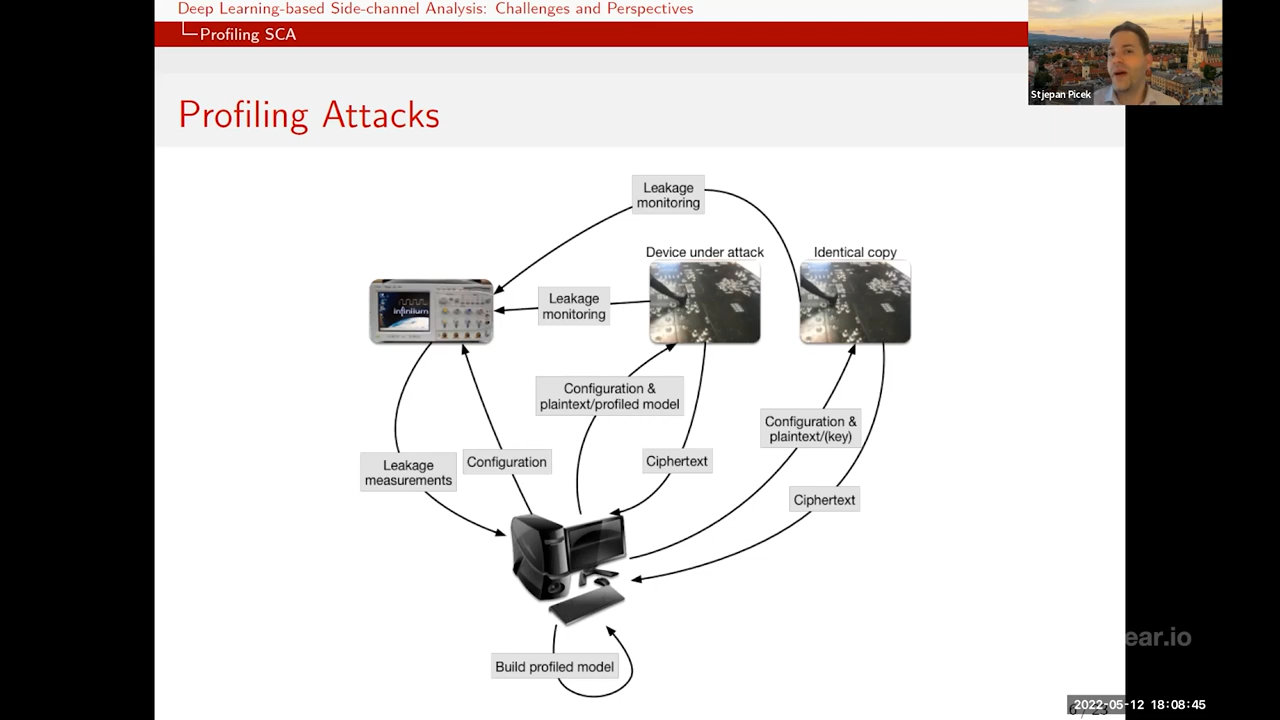 Deep Learning-based Side-channel Analysis: Challenges and Perspectives
Profiling SCA
Stjepan Picek
Profiling Attacks
Leakage
monitoring
Device under attack
Identical copy
Leakage
monitoring
infiniium
Configuration &
plaintext/profiled model
Configuration &
plaintext/(key)
Leakage
measurements
Configuration
Ciphertext
Ciphertext
Build profiled model
ear.io
2022-05-12 18:08:45